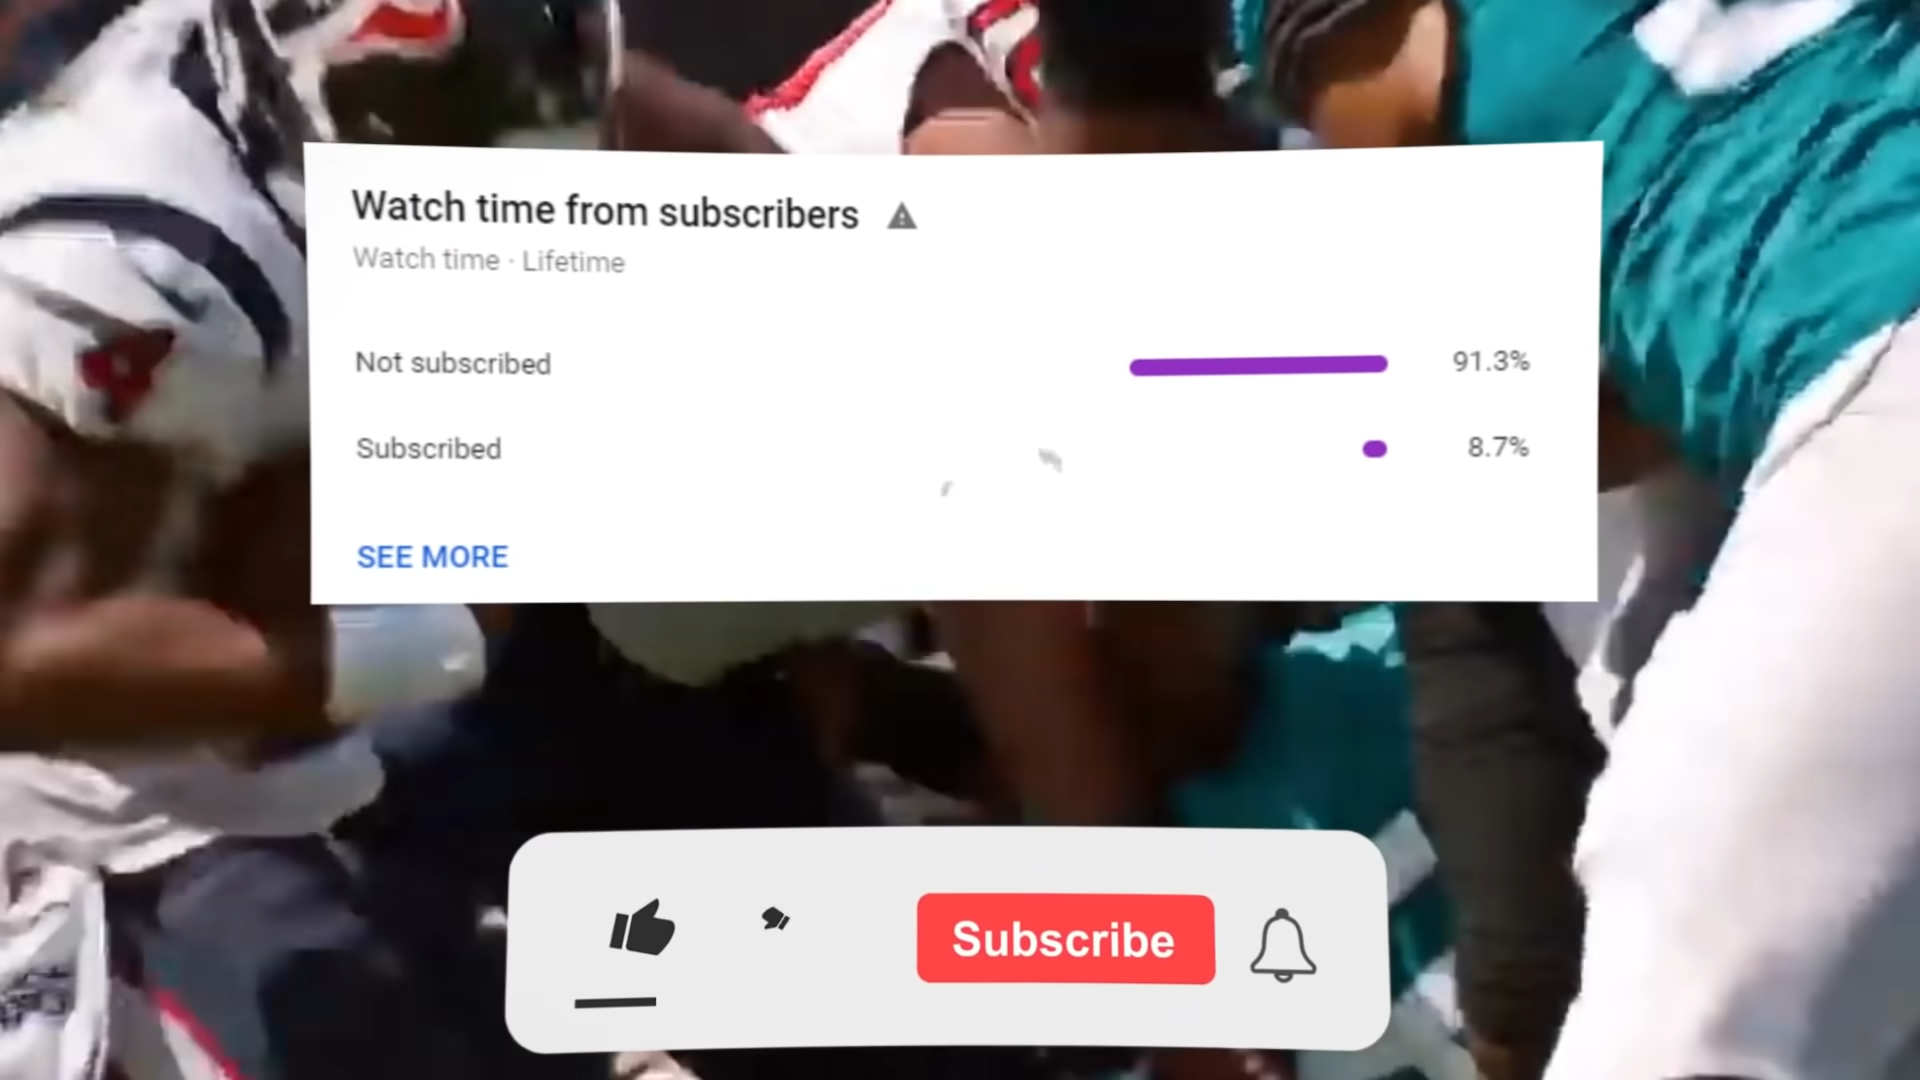 Watch time from subscribers
Watch time · Lifetime
Not subscribed 91.3%
Subscribed 8.7%
SEE MORE
Subscribe